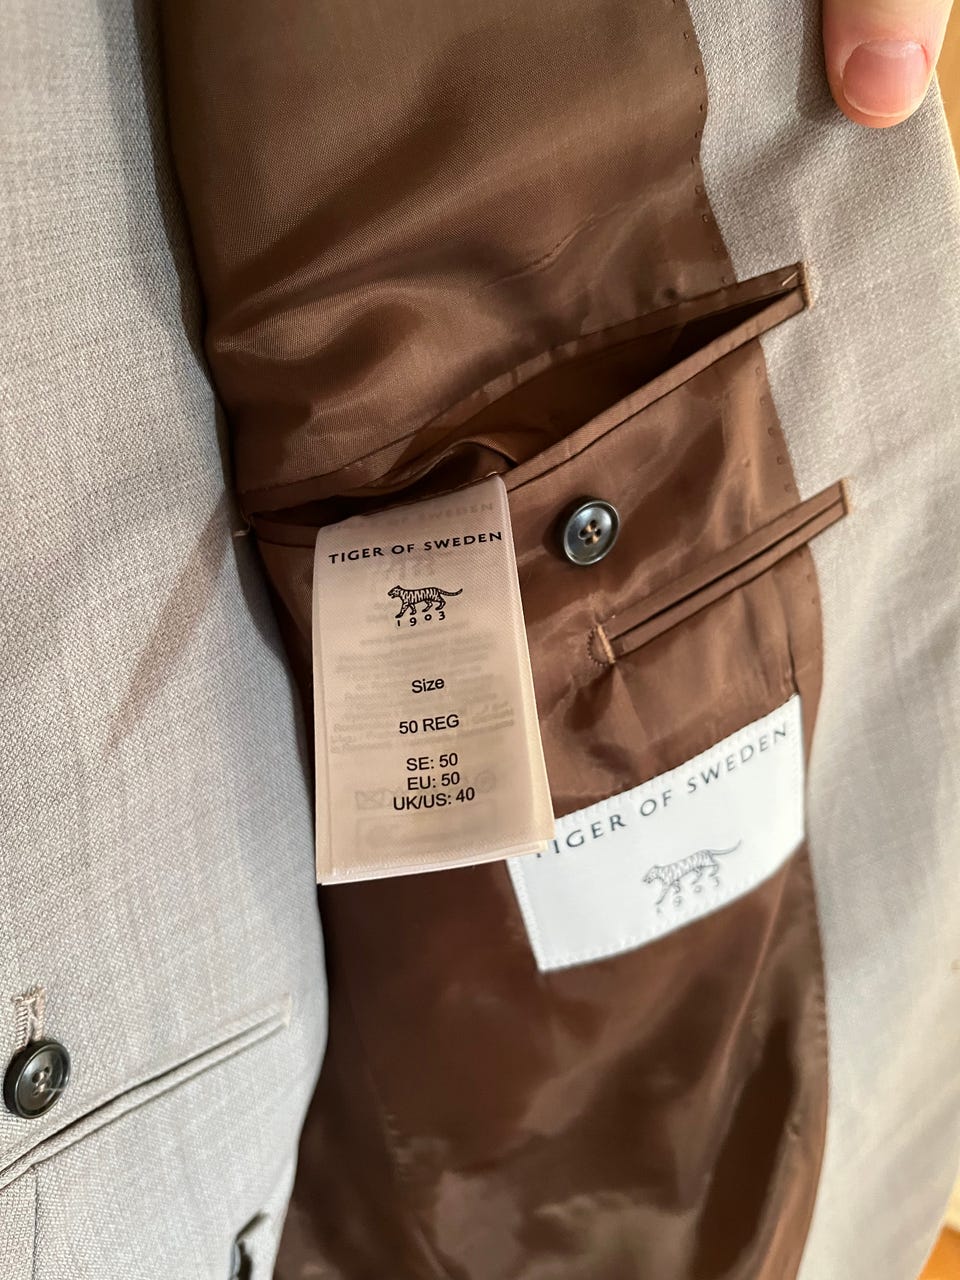 TIGER OF SWEDEN
1903
Size
50 REG
SE: 50
EU: 50
UK/US: 40
TIGER OF SWEDEN
1903